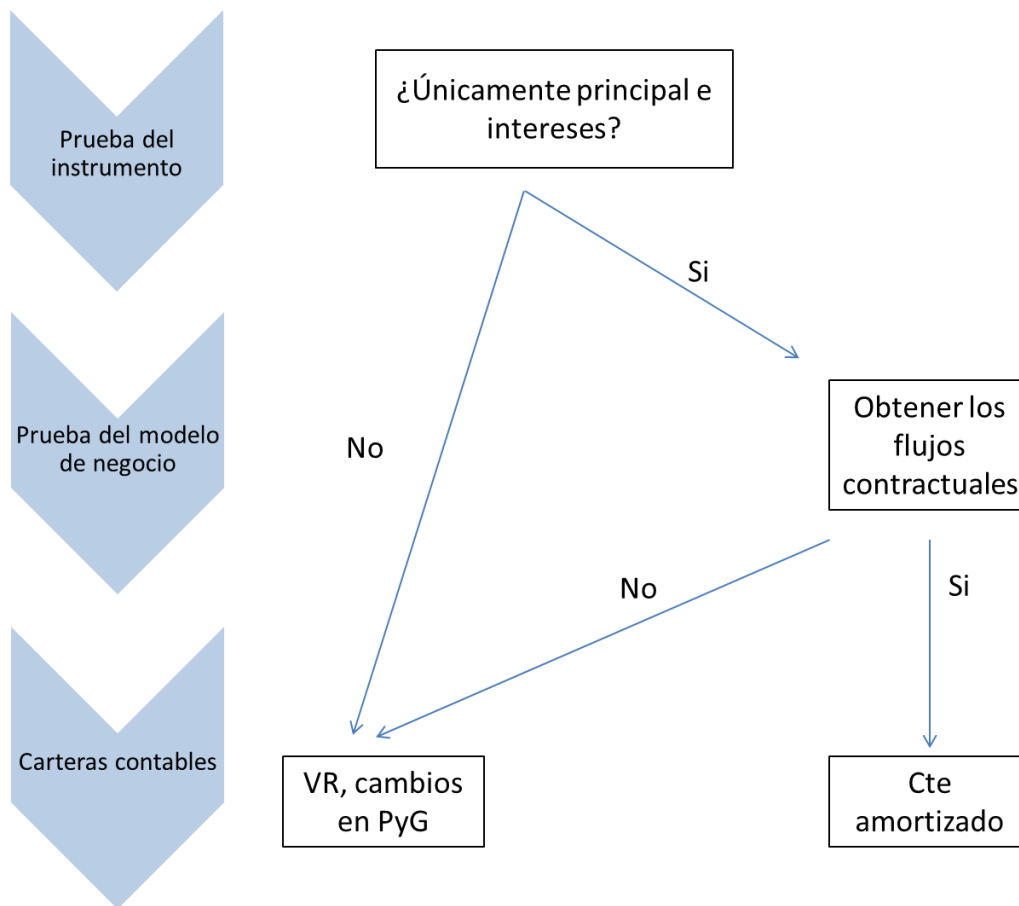 ¿Únicamente principal e
intereses?
Prueba del
instrumento
Si
Obtener los
flujos
contractuales
Prueba del modelo
de negocio
No
No
Si
Carteras contables
VR, cambios
en PyG
Cte
amortizado